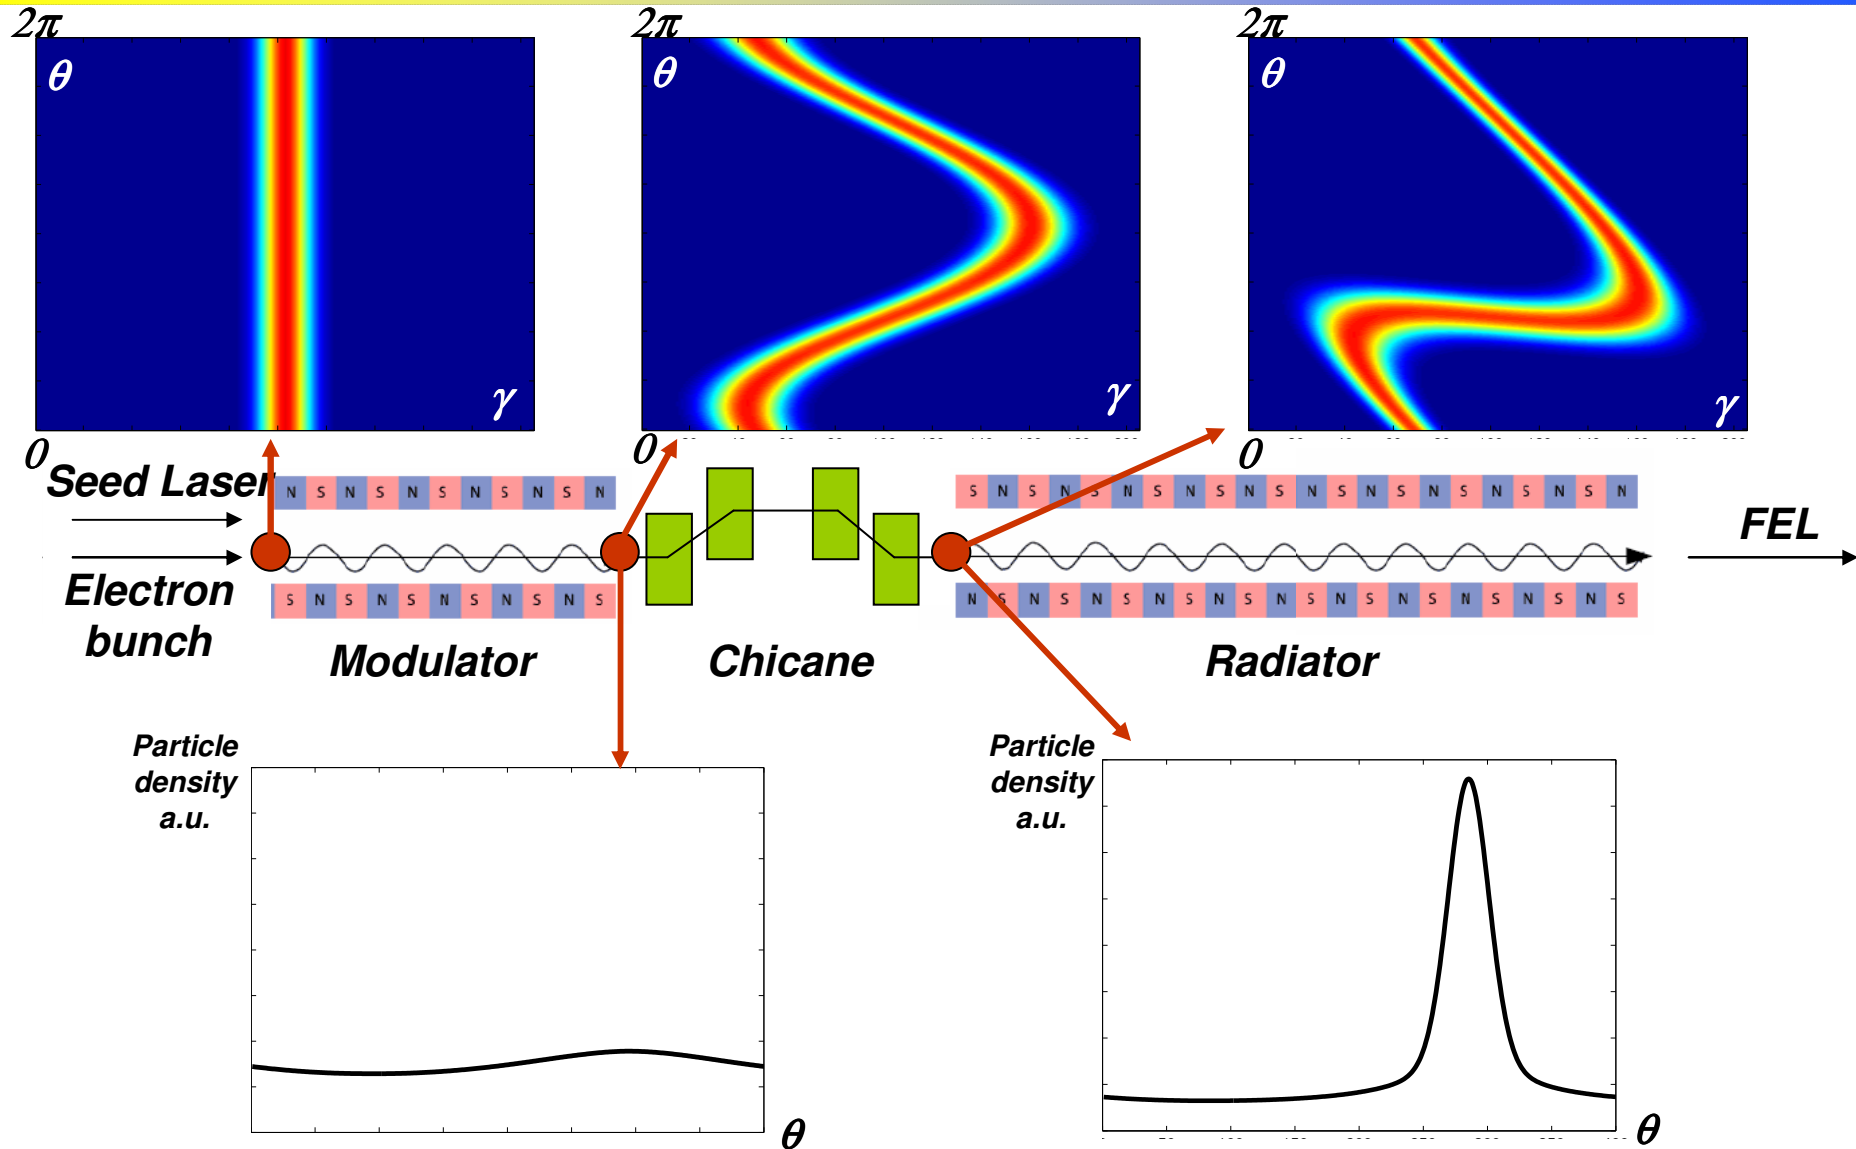 2π
2π
2π
θ
θ
θ
γ
γ
γ
0
0
0
Seed Laser
N S N S N S N S N S N
S N S N S N S N S N S N S N S N S N S N S N
FEL
Electron
bunch
S N S N S N S N S N S
N S N S N S N S N S N S N S N S N S N S N S
Modulator
Chicane
Radiator
Particle
density
a.u.
θ
Particle
density
a.u.
θ